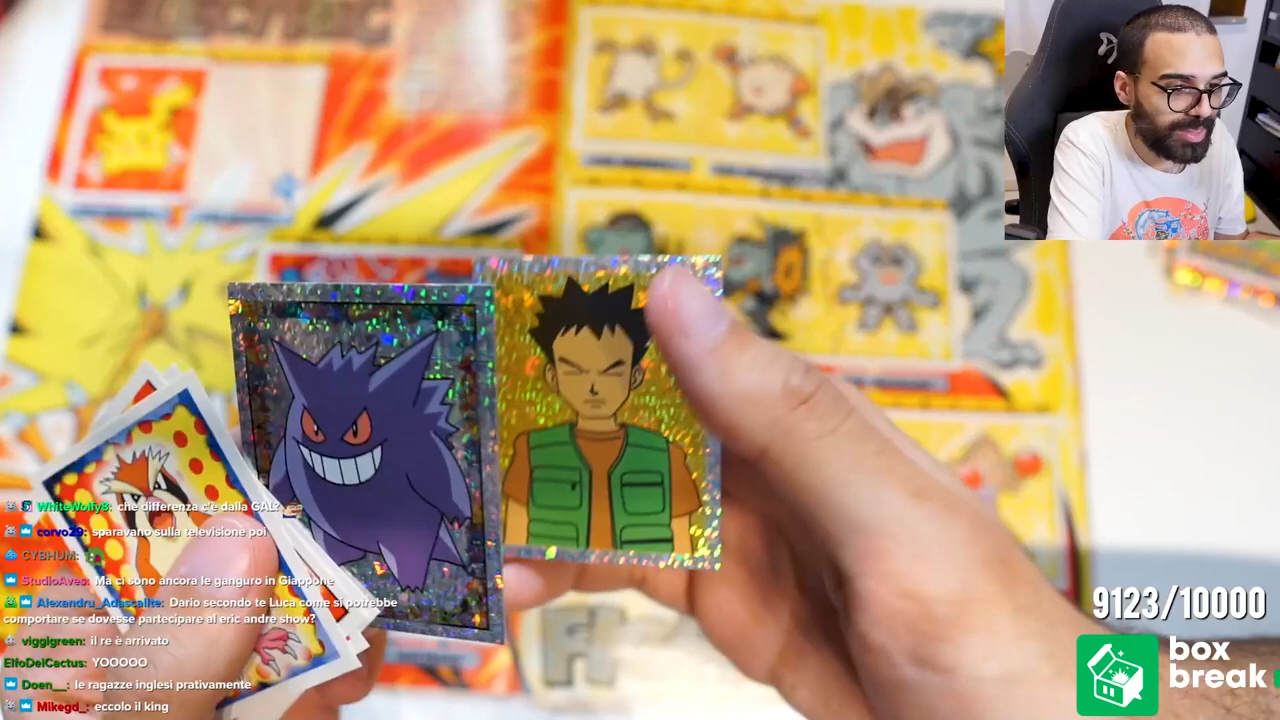 WhiteWolfy8: che differenza c'è dalla GAL?
corvo29: sparavano sulla televisione poi
CYBHUM:
StudioAves: Ma ci sono ancora le ganguro in Giappone
Alexandru_Adascalite: Dario secondo te Luca come si potrebbe
comportare se dovesse partecipare al eric andre show?
viggigreen: il re è arrivato
ElfoDelCactus: YOOOOO
Doen__: le ragazze inglesi prativamente
Mikegd_: eccolo il king
9123/10000
box
break